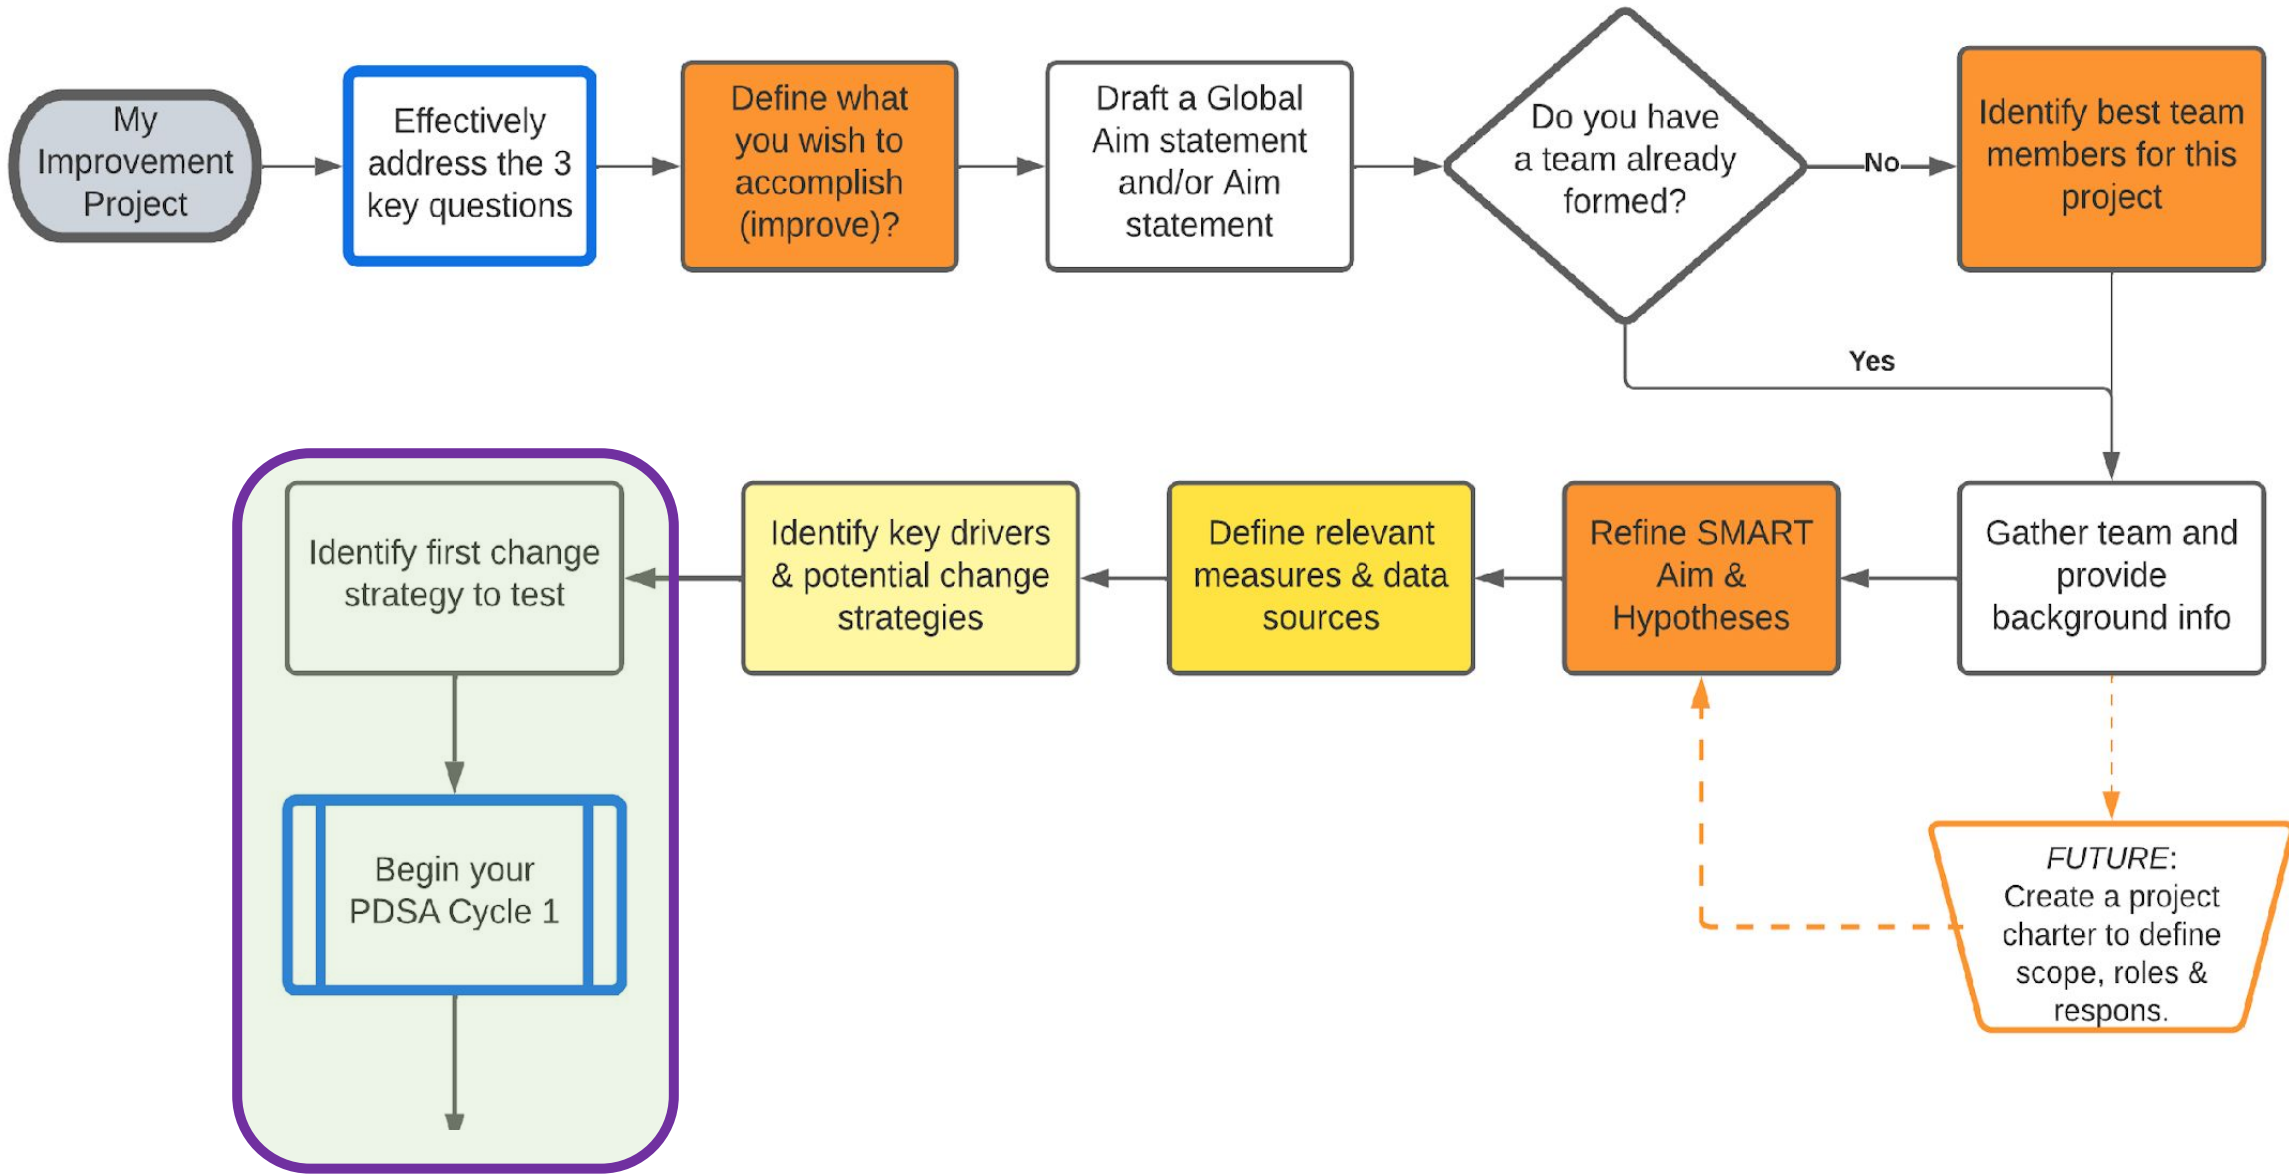 My
Improvement
Project
Effectively
address the 3
key questions
Define what
you wish to
accomplish
(improve)?
Draft a Global
Aim statement
and/or Aim
statement
Do you have
a team already
formed?
No
Identify best team
members for this
project
Yes
Gather team and
provide
background info
Refine SMART
Aim &
Hypotheses
Define relevant
measures & data
sources
Identify key drivers
& potential change
strategies
Identify first change
strategy to test
Begin your
PDSA Cycle 1
FUTURE:
Create a project
charter to define
scope, roles &
respons.